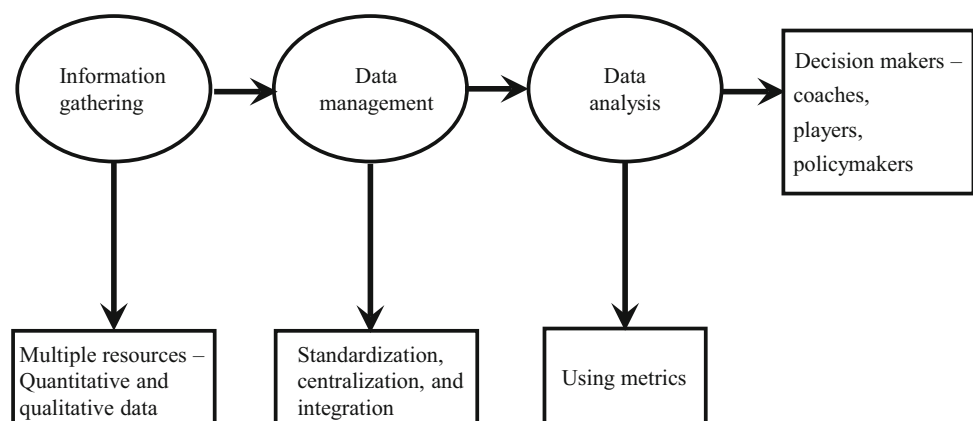 Information
gathering
Data
management
Data
analysis
Decision makers –
coaches,
players,
policymakers
Multiple resources –
Quantitative and
qualitative data
Standardization,
centralization, and
integration
Using metrics